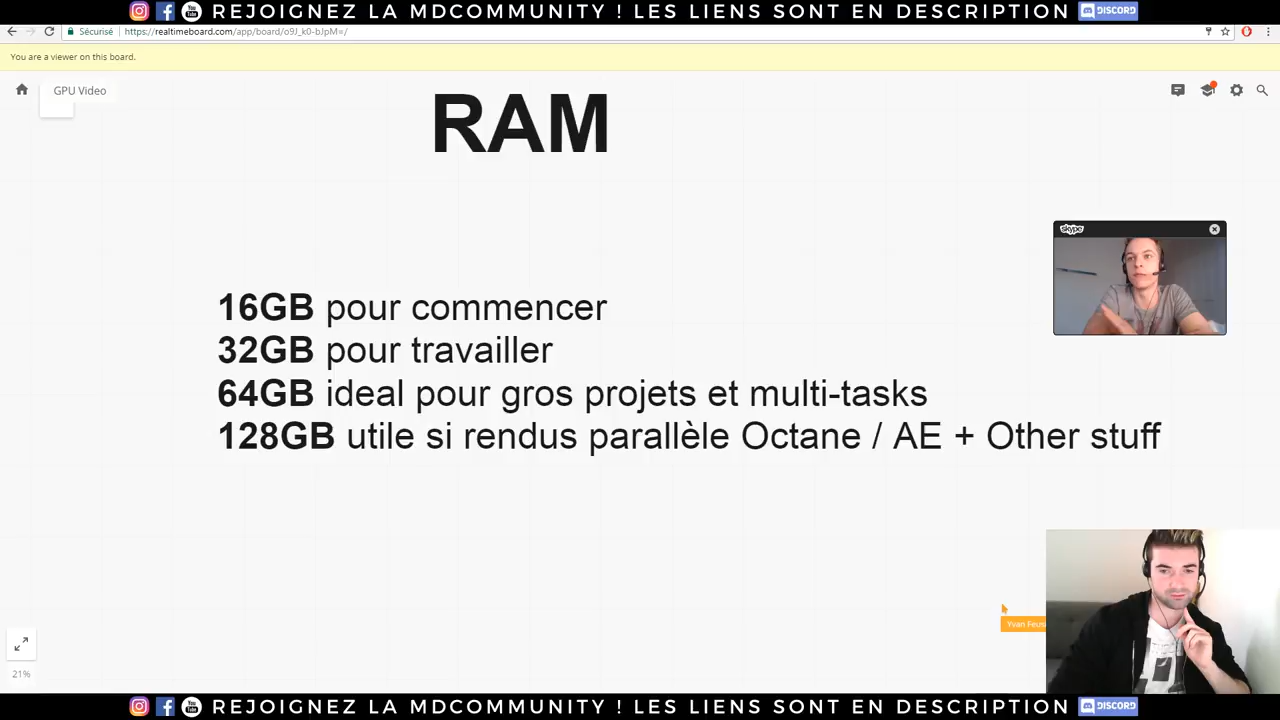 REJOIGNEZ LA MDCOMMUNITY ! LES LIENS SONT EN DESCRIPTION DISCORD
Sécurisé https://realtimeboard.com/app/board/o9J_k0-bJpM=/
You are a viewer on this board.
GPU Video
RAM
skype
16GB pour commencer
32GB pour travailler
64GB ideal pour gros projets et multi-tasks
128GB utile si rendus parallèle Octane / AE + Other stuff
Yvan
21%
REJOIGNEZ LA MDCOMMUNITY ! LES LIENS SONT EN DESCRIPTION DISCORD